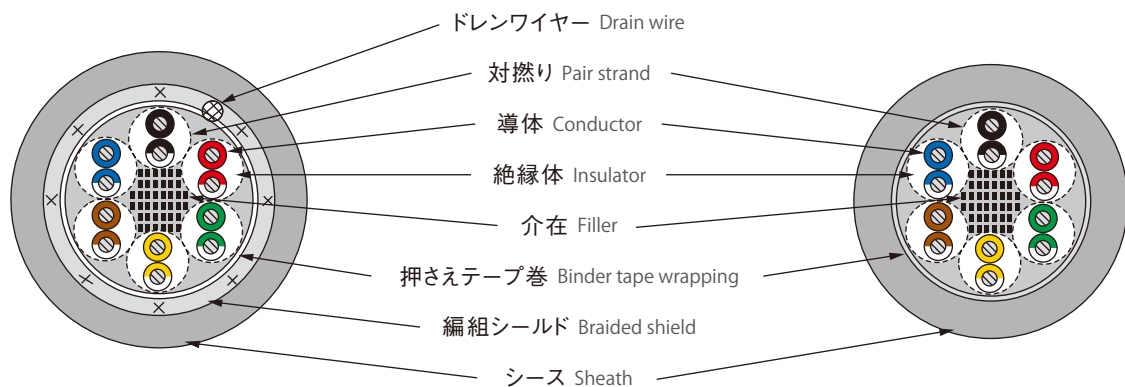 ドレンワイヤー Drain wire
対撚り Pair strand
導体 Conductor
絶縁体 Insulator
介在 Filler
押さえテープ巻 Binder tape wrapping
編組シールド Braided shield
シース Sheath